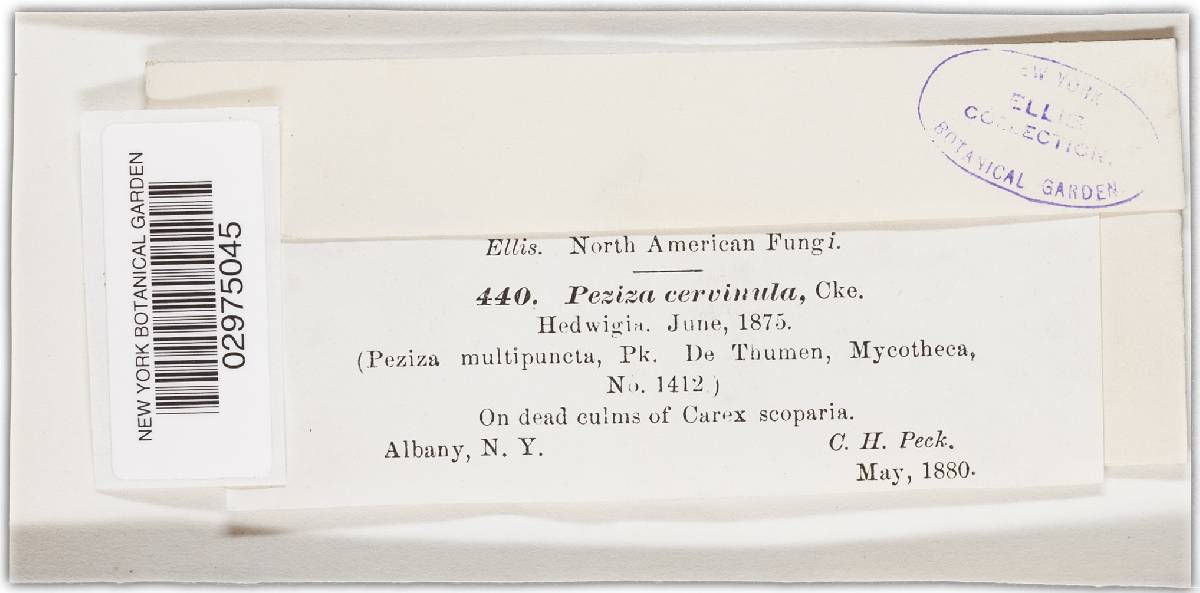 NEW YORK
ELLIS
COLLECTION.
BOTANICAL GARDEN.
NEW YORK BOTANICAL GARDEN
02975045
Ellis. North American Fungi.
440. Peziza cervinula, Cke.
Hedwigia. June, 1875.
(Peziza multipuncta, Pk. De Thumen, Mycotheca,
No. 1412.)
On dead culms of Carex scoparia.
Albany, N. Y.
C. H. Peck.
May, 1880.